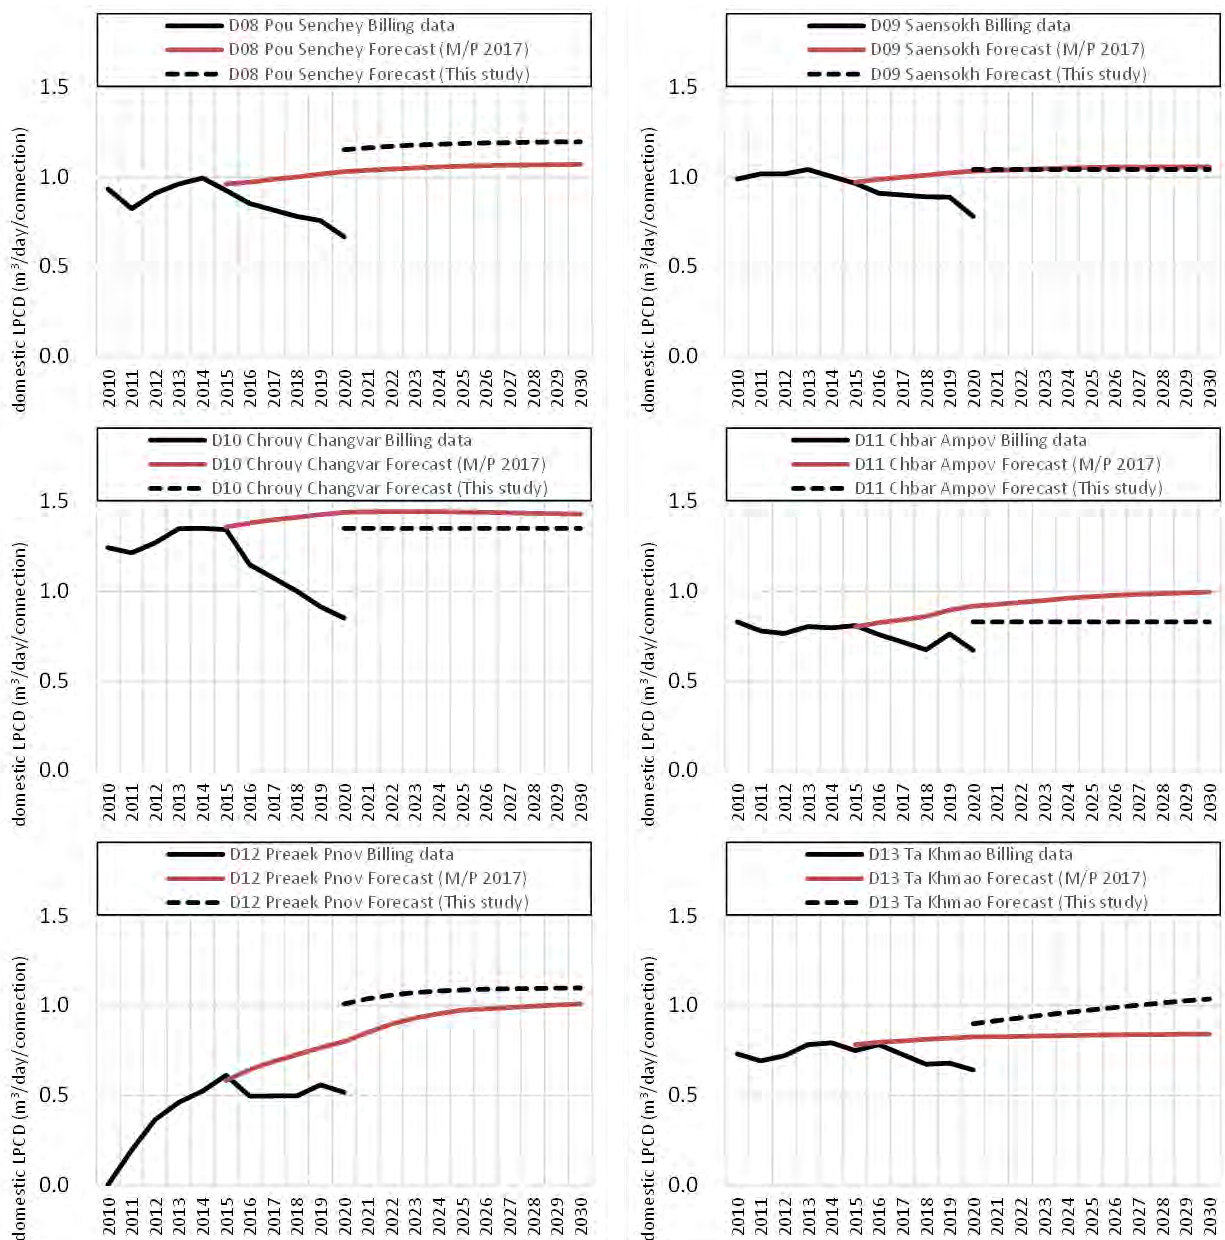 D08 Pou Senchey Billing data
D08 Pou Senchey Forecast (M/P 2017)
D08 Pou Senchey Forecast (This study)
domestic LPCD (m³/day/connection)
1.5
1.0
0.5
0.0
2010 2011 2012 2013 2014 2015 2016 2017 2018 2019 2020 2021 2022 2023 2024 2025 2026 2027 2028 2029 2030
D09 Saensokh Billing data
D09 Saensokh Forecast (M/P 2017)
D09 Saensokh Forecast (This study)
domestic LPCD (m³/day/connection)
1.5
1.0
0.5
0.0
2010 2011 2012 2013 2014 2015 2016 2017 2018 2019 2020 2021 2022 2023 2024 2025 2026 2027 2028 2029 2030
D10 Chrouy Changvar Billing data
D10 Chrouy Changvar Forecast (M/P 2017)
D10 Chrouy Changvar Forecast (This study)
domestic LPCD (m³/day/connection)
1.5
1.0
0.5
0.0
2010 2011 2012 2013 2014 2015 2016 2017 2018 2019 2020 2021 2022 2023 2024 2025 2026 2027 2028 2029 2030
D11 Chbar Ampov Billing data
D11 Chbar Ampov Forecast (M/P 2017)
D11 Chbar Ampov Forecast (This study)
domestic LPCD (m³/day/connection)
1.5
1.0
0.5
0.0
2010 2011 2012 2013 2014 2015 2016 2017 2018 2019 2020 2021 2022 2023 2024 2025 2026 2027 2028 2029 2030
D12 Preaek Pnov Billing data
D12 Preaek Pnov Forecast (M/P 2017)
D12 Preaek Pnov Forecast (This study)
domestic LPCD (m³/day/connection)
1.5
1.0
0.5
0.0
2010 2011 2012 2013 2014 2015 2016 2017 2018 2019 2020 2021 2022 2023 2024 2025 2026 2027 2028 2029 2030
D13 Ta Khmao Billing data
D13 Ta Khmao Forecast (M/P 2017)
D13 Ta Khmao Forecast (This study)
domestic LPCD (m³/day/connection)
1.5
1.0
0.5
0.0
2010 2011 2012 2013 2014 2015 2016 2017 2018 2019 2020 2021 2022 2023 2024 2025 2026 2027 2028 2029 2030